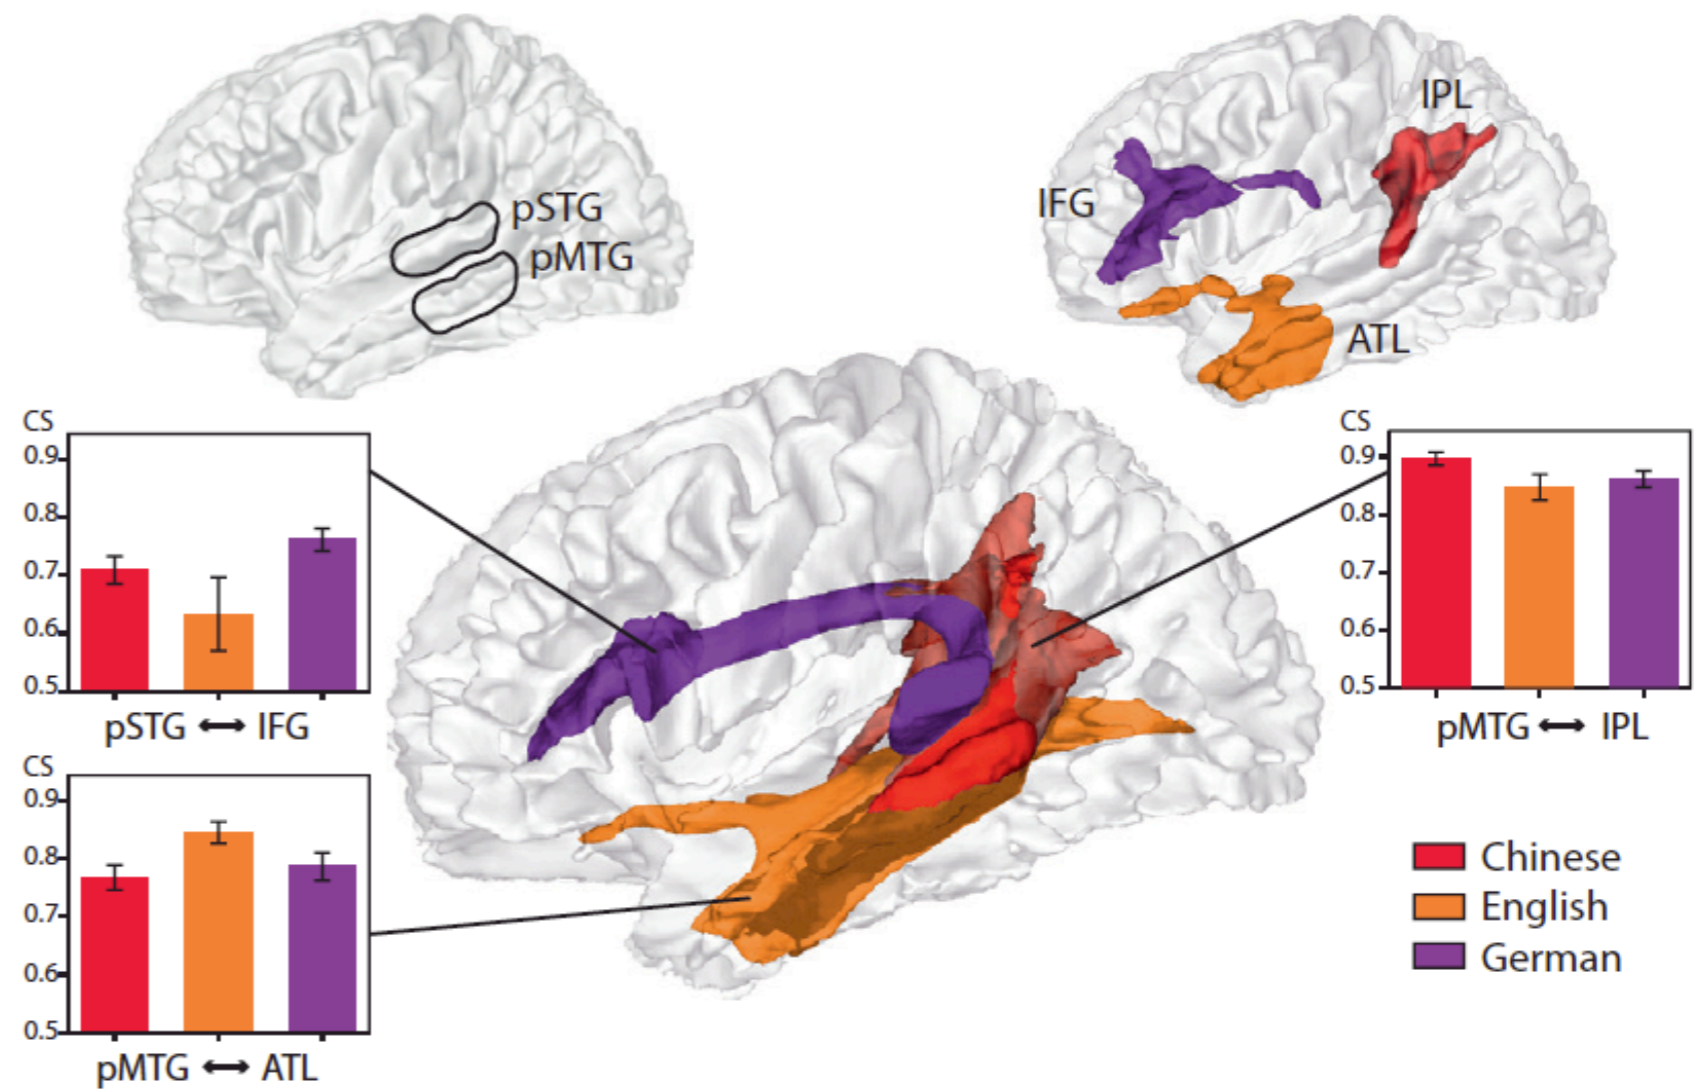 pSTG
pMTG
IPL
IFG
ATL
CS
0.9
0.8
0.7
0.6
0.5
pSTG ↔ IFG
CS
0.9
0.8
0.7
0.6
0.5
pMTG ↔ ATL
CS
0.9
0.8
0.7
0.6
0.5
pMTG ↔ IPL
Chinese
English
German